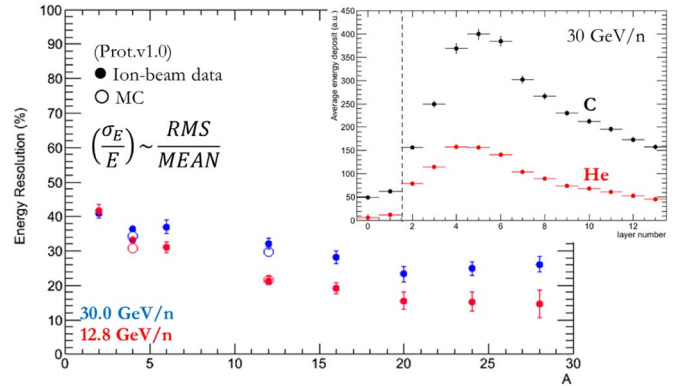 100
90
80
70
60
50
40
30
20
10
0
Energy Resolution (%)
(Prot.v1.0)
Ion-beam data
MC
(σ_E/E) ~ RMS/MEAN
30.0 GeV/n
12.8 GeV/n
0 5 10 15 20 25 30
A
450
400
350
300
250
200
150
100
50
0
Average energy deposit (a.u.)
30 GeV/n
C
He
0 2 4 6 8 10 12
layer number